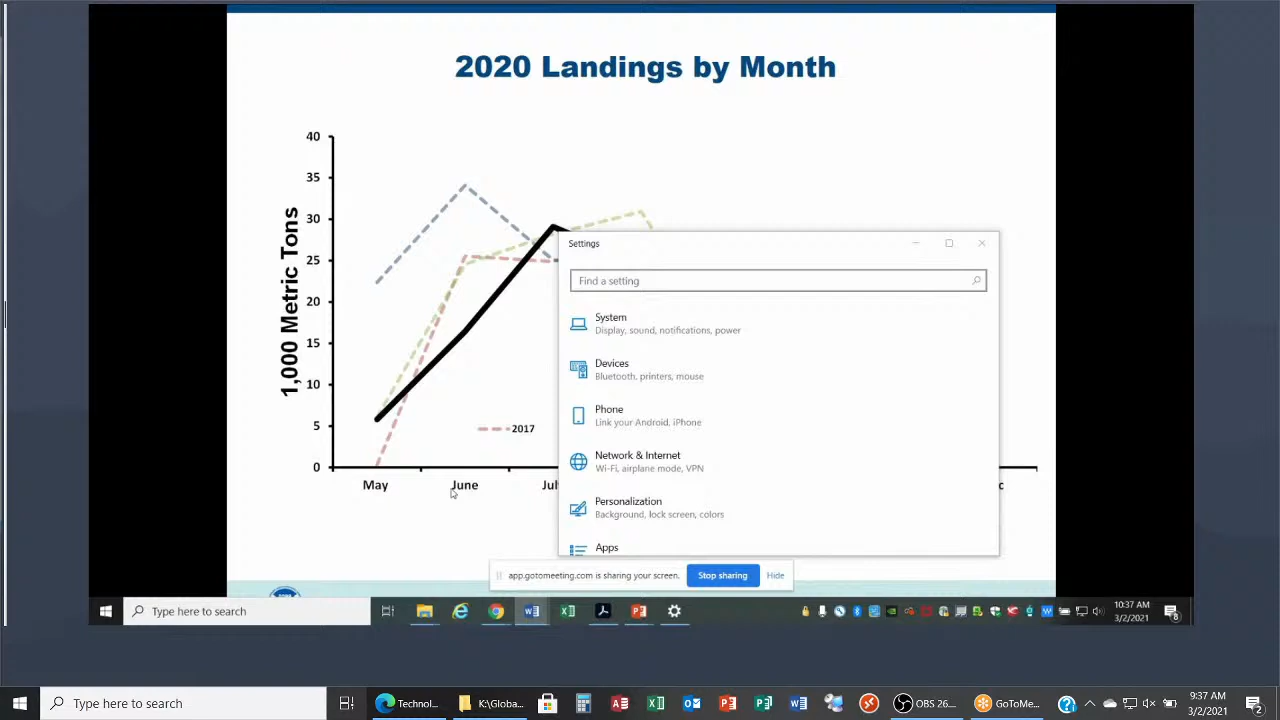 2020 Landings by Month
40
35
30
25
20
15
10
5
0
1,000 Metric Tons
2017
May
June
Jul
c
Settings
Find a setting
System
Display, sound, notifications, power
Devices
Bluetooth, printers, mouse
Phone
Link your Android, iPhone
Network & Internet
Wi-Fi, airplane mode, VPN
Personalization
Background, lock screen, colors
Apps
app.gotomeeting.com is sharing your screen.
Stop sharing
Hide
Type here to search
10:37 AM
3/2/2021
8
Type here to search
Technol...
K:\Globa...
OBS 26...
GoToMe...
9:37 AM
3/2/2021
2